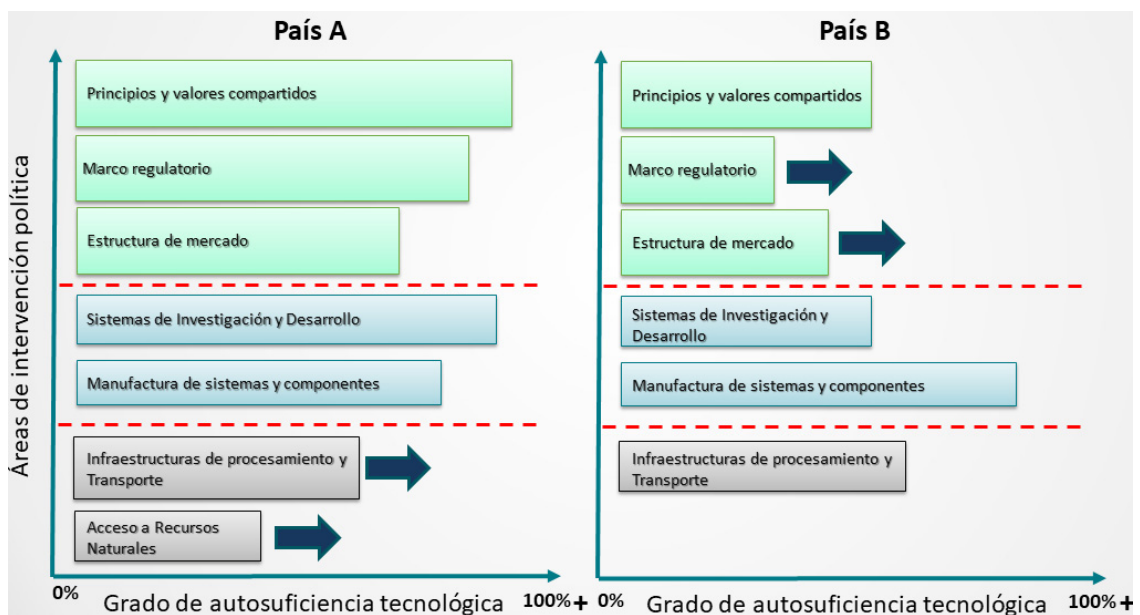 País A
Áreas de intervención política
Principios y valores compartidos
Marco regulatorio
Estructura de mercado
Sistemas de Investigación y Desarrollo
Manufactura de sistemas y componentes
Infraestructuras de procesamiento y
Transporte
Acceso a Recursos
Naturales
0%
Grado de autosuficiencia tecnológica
100%+
País B
Principios y valores compartidos
Marco regulatorio
Estructura de mercado
Sistemas de Investigación y
Desarrollo
Manufactura de sistemas y componentes
Infraestructuras de procesamiento y
Transporte
0%
Grado de autosuficiencia tecnológica
100%+